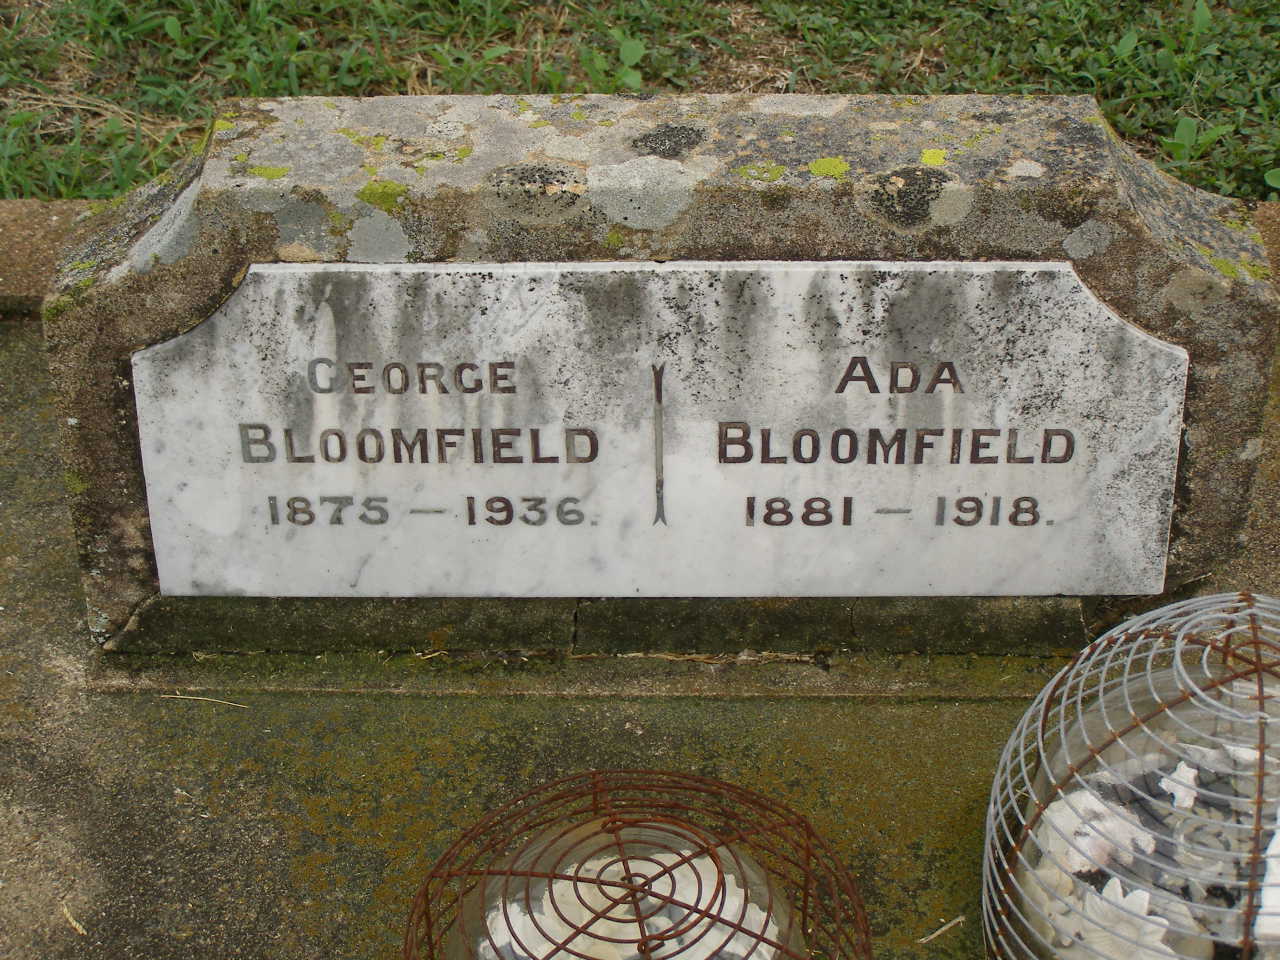 GEORGE
BLOOMFIELD
1875 — 1936.
ADA
BLOOMFIELD
1881 — 1918.